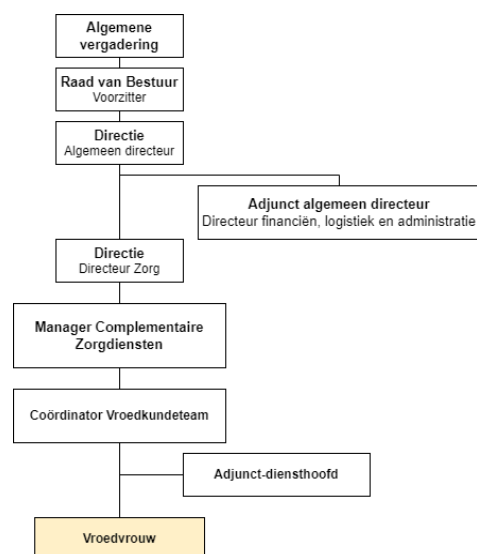 Algemene
vergadering
Raad van Bestuur
Voorzitter
Directie
Algemeen directeur
Adjunct algemeen directeur
Directeur financiën, logistiek en administratie
Directie
Directeur Zorg
Manager Complementaire
Zorgdiensten
Coördinator Vroedkundeteam
Adjunct-diensthoofd
Vroedvrouw